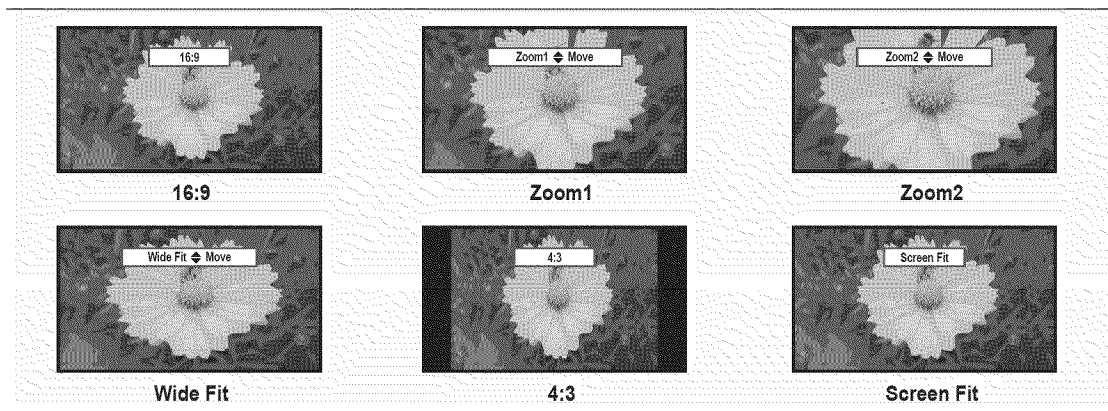 16:9
Zoom1 ♦ Move
Zoom2 ♦ Move
16:9
Zoom1
Zoom2
Wide Fit ♦ Move
4:3
Screen Fit
Wide Fit
4:3
Screen Fit